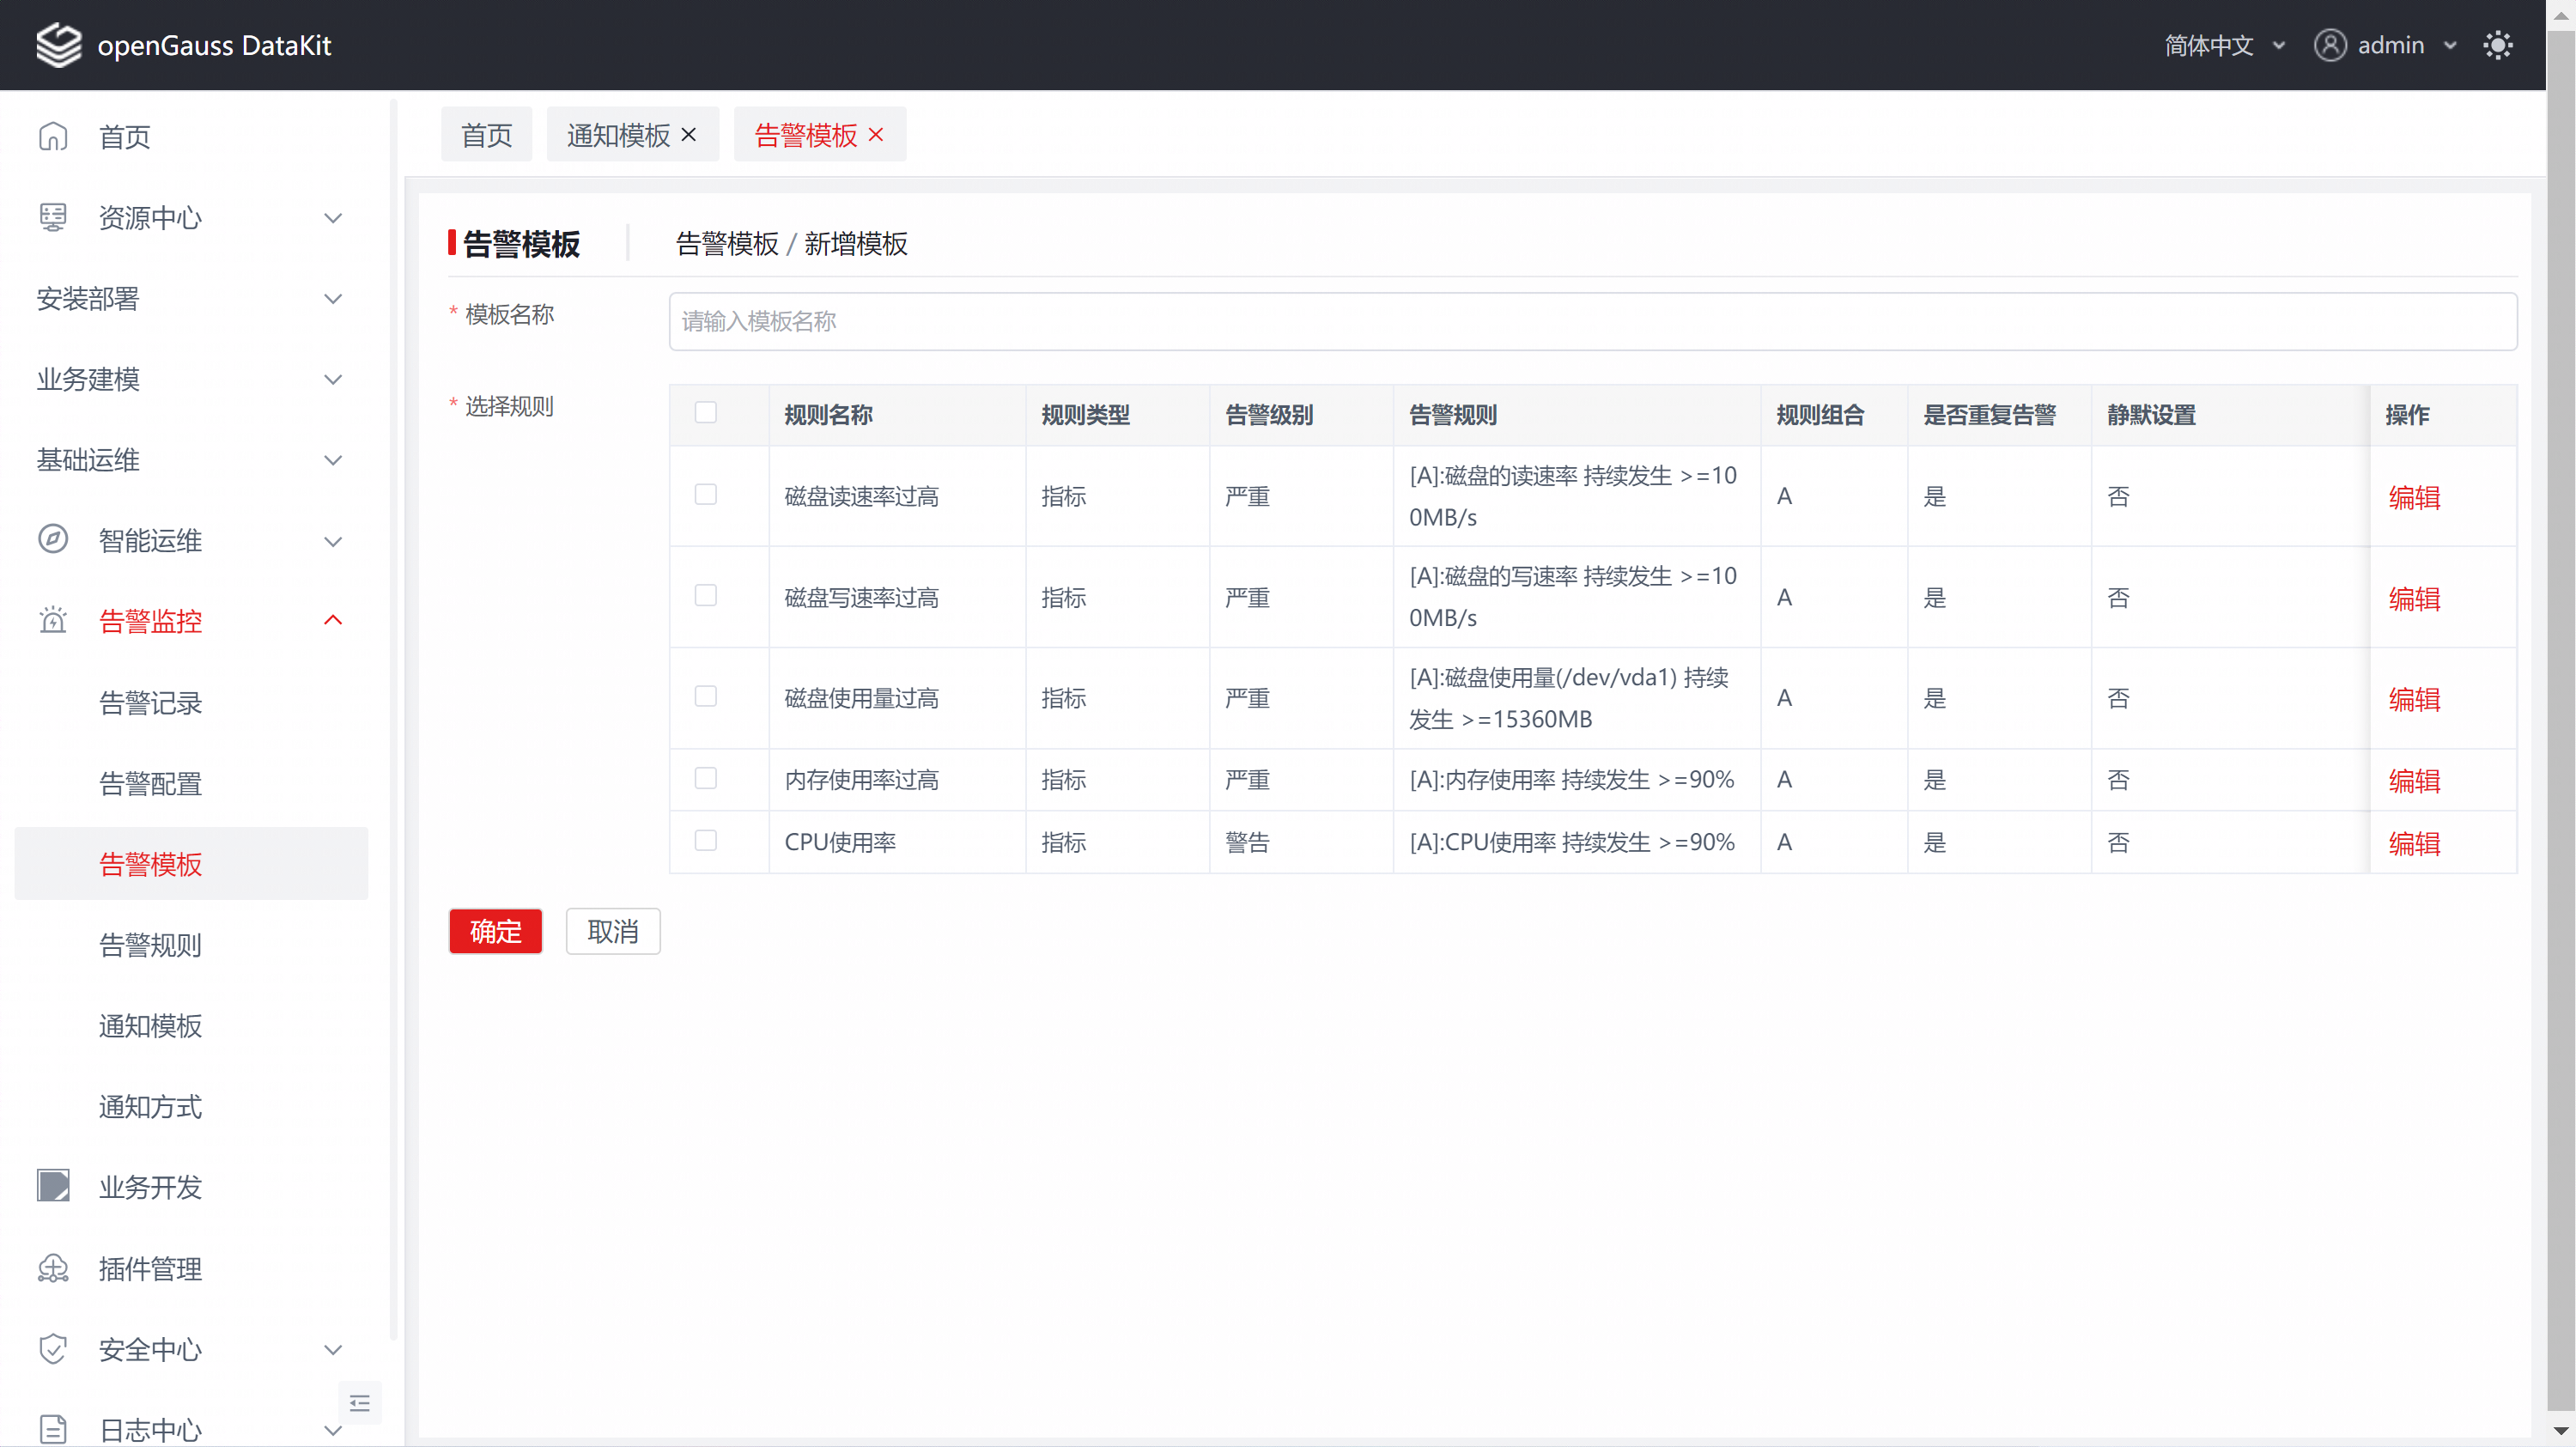 openGauss DataKit
简体中文
admin
首页
资源中心
安装部署
业务建模
基础运维
智能运维
告警监控
告警记录
告警配置
告警模板
告警规则
通知模板
通知方式
业务开发
插件管理
安全中心
日志中心
首页
通知模板
告警模板
告警模板
告警模板 / 新增模板
* 模板名称
请输入模板名称
* 选择规则
规则名称 规则类型 告警级别 告警规则 规则组合 是否重复告警 静默设置 操作
磁盘读速率过高 指标 严重 [A]:磁盘的读速率 持续发生 >=10
0MB/s A 是 否 编辑
磁盘写速率过高 指标 严重 [A]:磁盘的写速率 持续发生 >=10
0MB/s A 是 否 编辑
磁盘使用量过高 指标 严重 [A]:磁盘使用量(/dev/vda1) 持续
发生 >=15360MB A 是 否 编辑
内存使用率过高 指标 严重 [A]:内存使用率 持续发生 >=90% A 是 否 编辑
CPU使用率 指标 警告 [A]:CPU使用率 持续发生 >=90% A 是 否 编辑
确定
取消